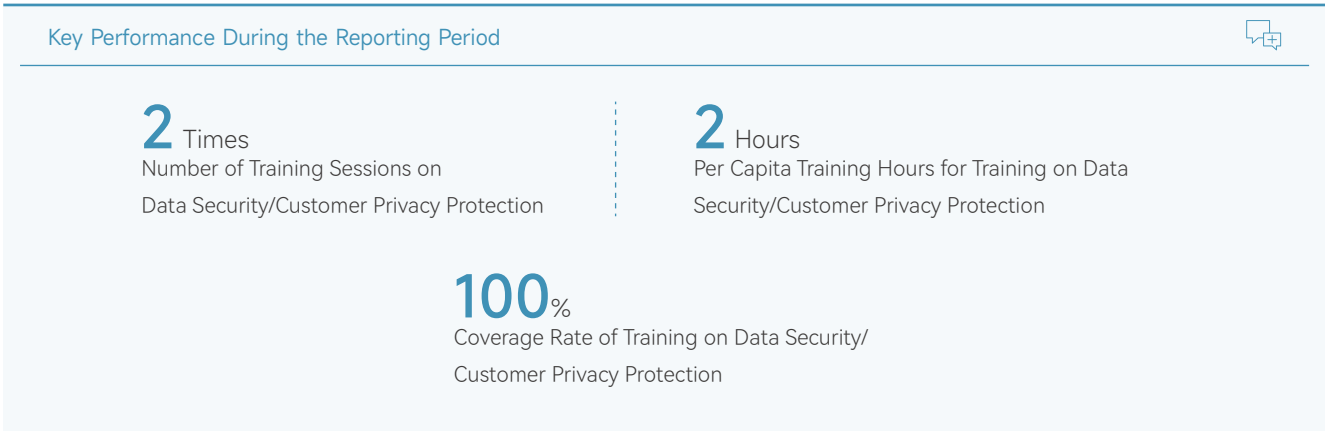 Key Performance During the Reporting Period
2 Times
Number of Training Sessions on
Data Security/Customer Privacy Protection
2 Hours
Per Capita Training Hours for Training on Data
Security/Customer Privacy Protection
100%
Coverage Rate of Training on Data Security/
Customer Privacy Protection